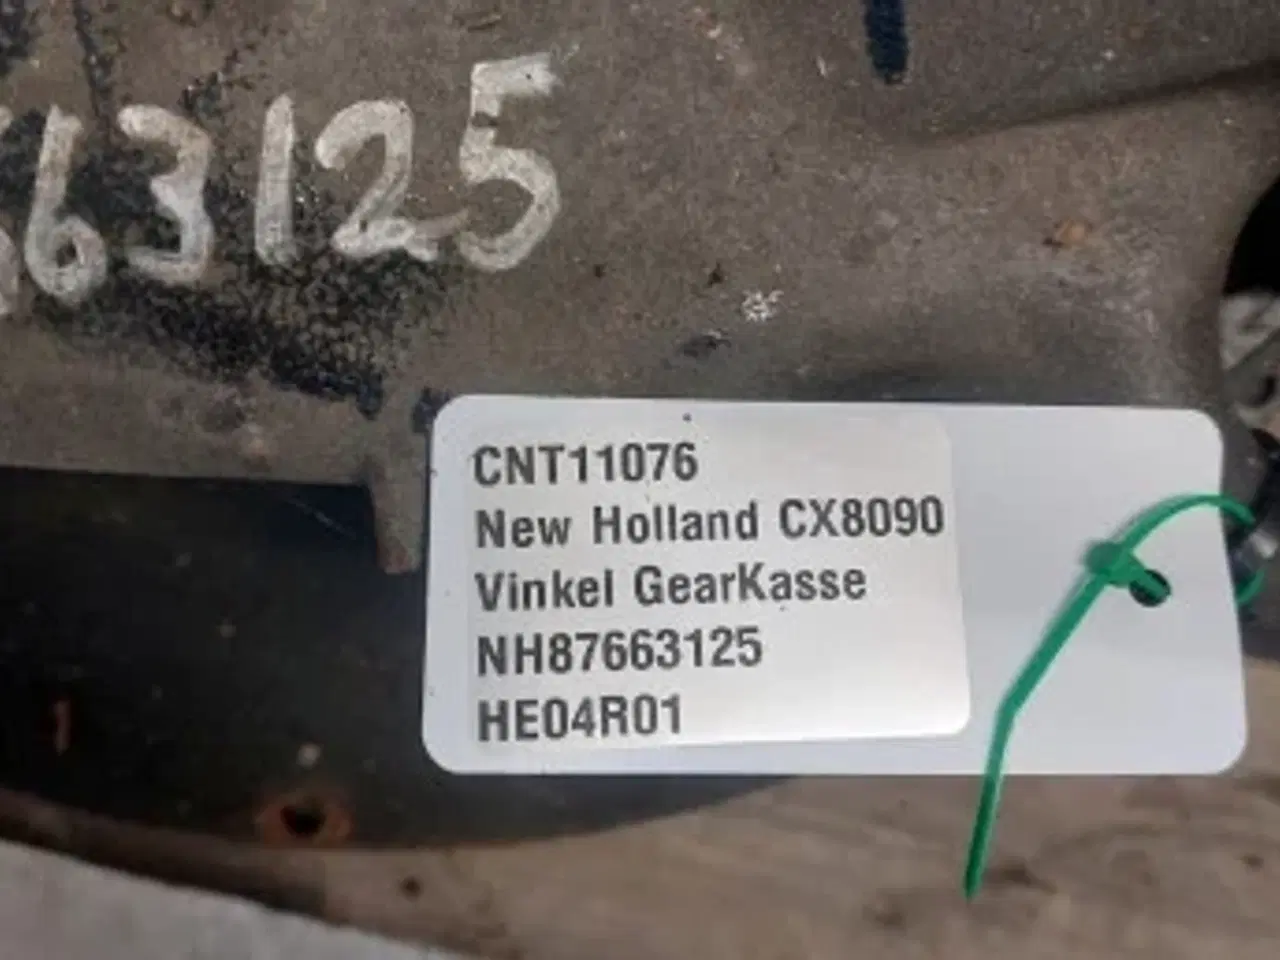 63125
CNT11076
New Holland CX8090
Vinkel GearKasse
NH87663125
HE04R01